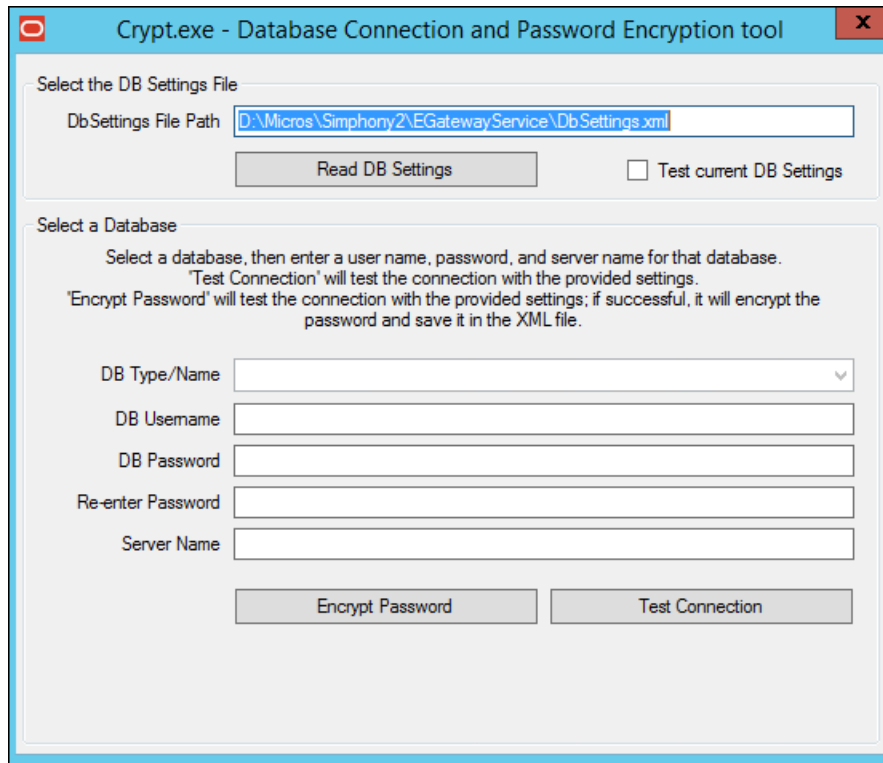 Crypt.exe - Database Connection and Password Encryption tool
x
Select the DB Settings File
DbSettings File Path
D:\Micros\Simphony2\EGatewayService\DbSettings.xml
Read DB Settings
Test current DB Settings
Select a Database
Select a database, then enter a user name, password, and server name for that database.
'Test Connection' will test the connection with the provided settings.
'Encrypt Password' will test the connection with the provided settings; if successful, it will encrypt the
password and save it in the XML file.
DB Type/Name
DB Username
DB Password
Re-enter Password
Server Name
Encrypt Password
Test Connection